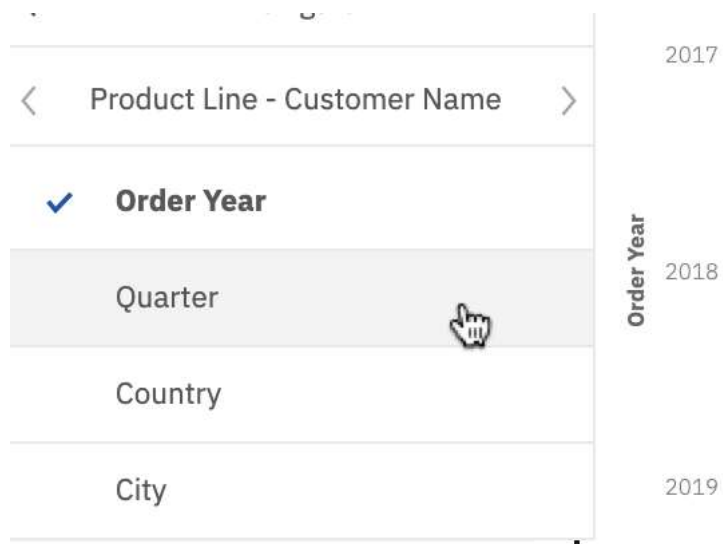 Product Line - Customer Name
Order Year
Quarter
Country
City
Order Year
2017
2018
2019